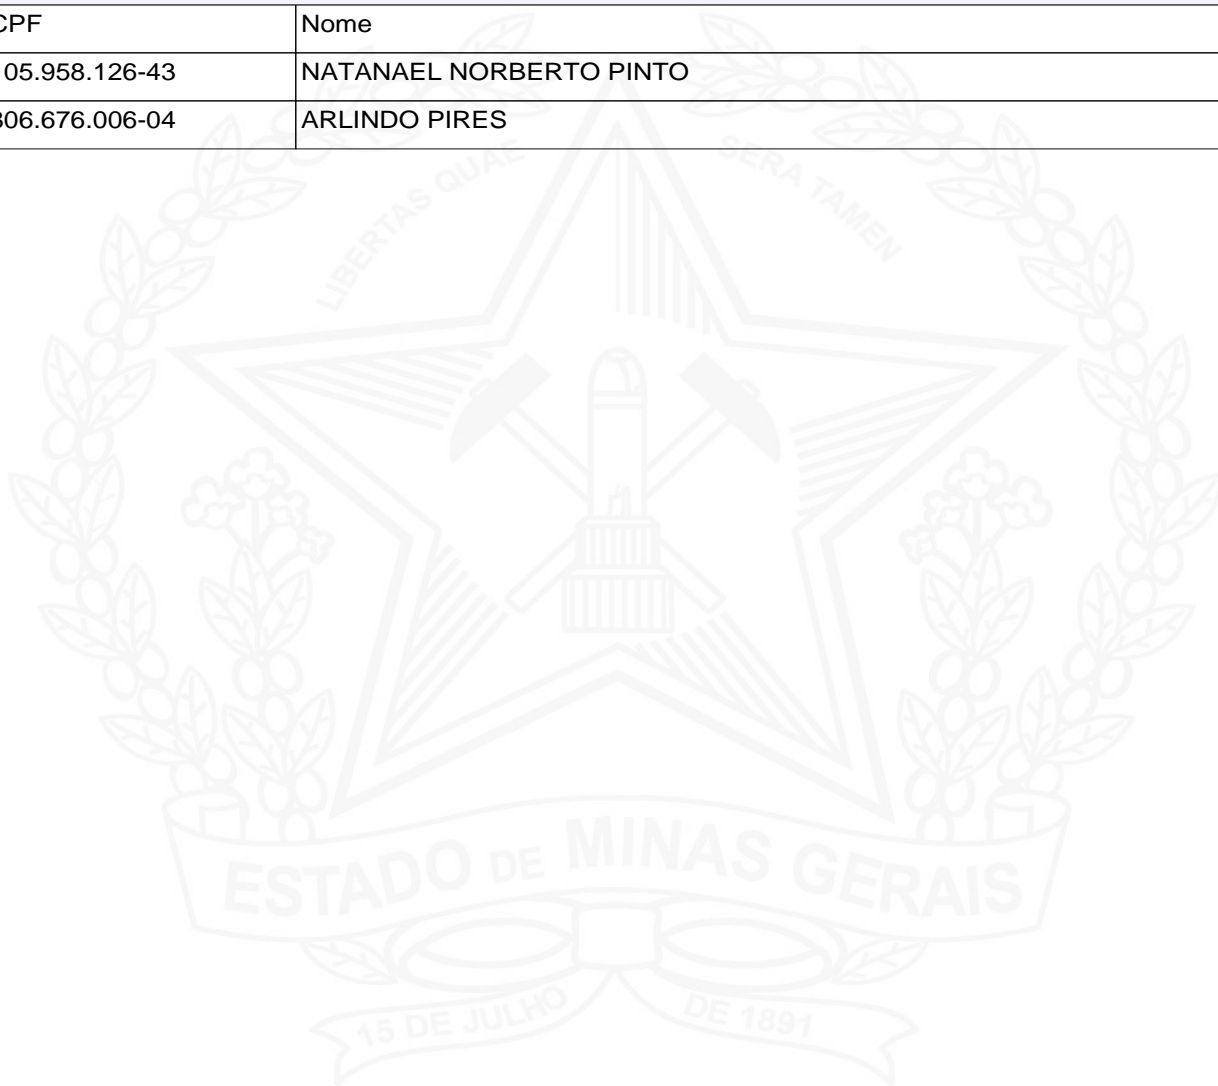 CPF Nome
05.958.126-43 NATANAEL NORBERTO PINTO
806.676.006-04 ARLINDO PIRES
LIBERTAS QUAE SERA TAMEN
ESTADO DE MINAS GERAIS
15 DE JULHO DE 1891